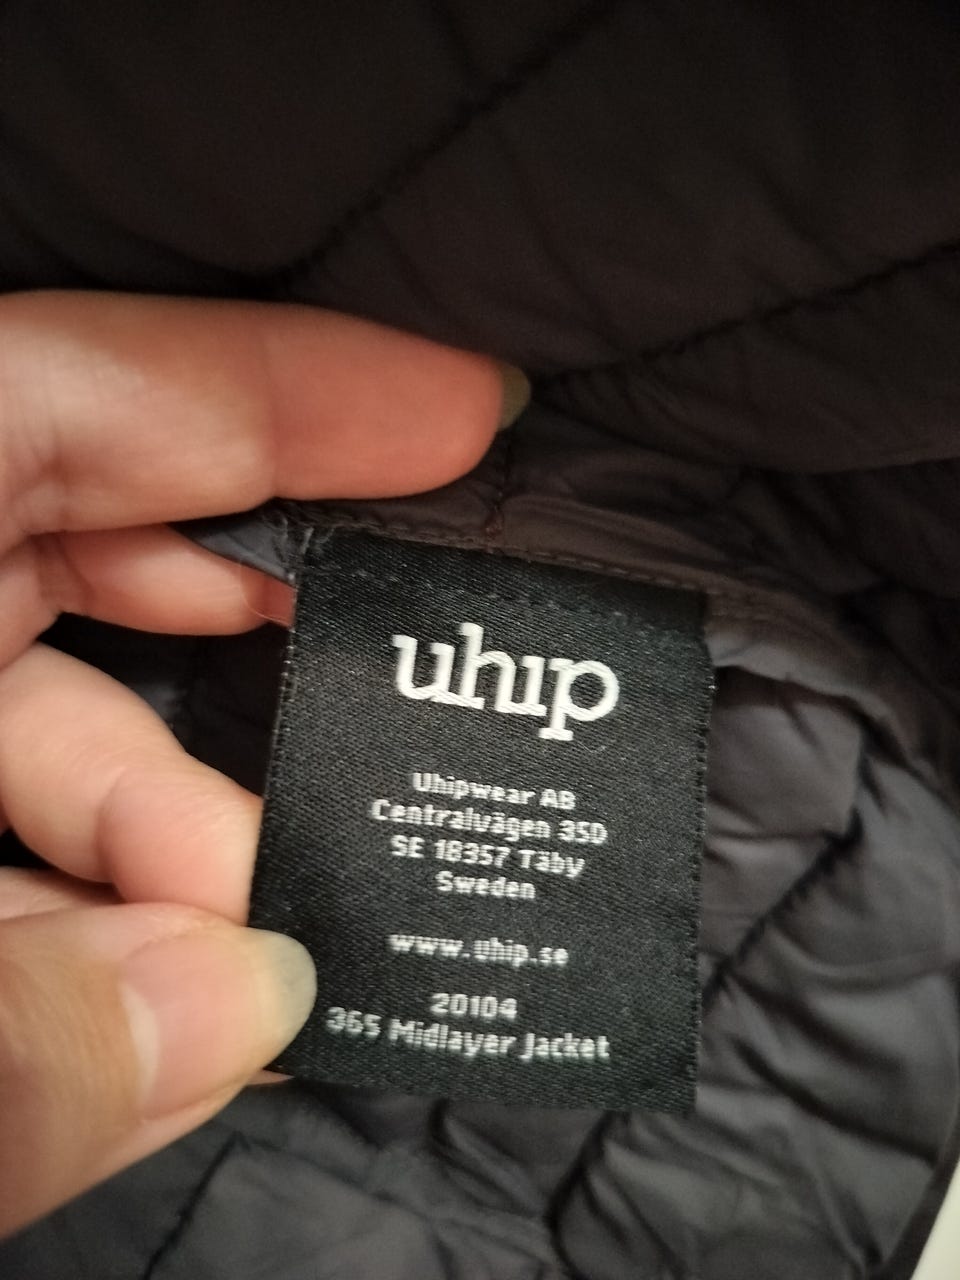 uhip
Uhipwear AB
Centralvägen 35D
SE 18357 Täby
Sweden
www.uhip.se
20104
365 Midlayer Jacket